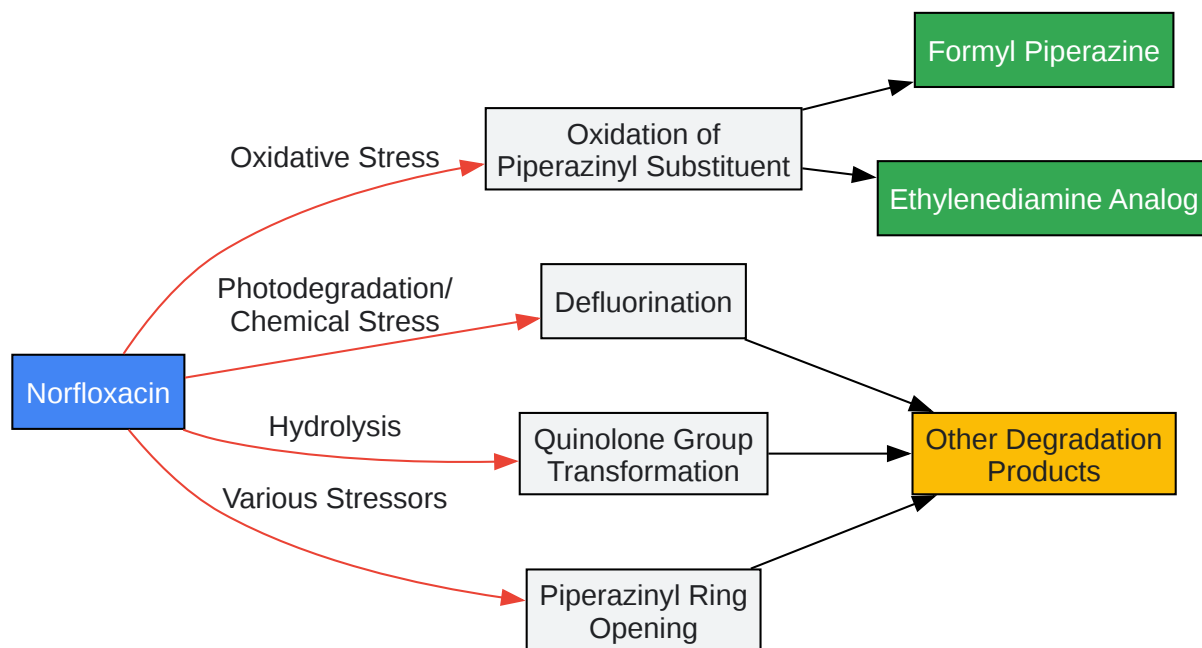 Formyl Piperazine
Oxidation of
Piperazinyl Substituent
Oxidative Stress
Ethylenediamine Analog
Photodegradation/
Chemical Stress
Defluorination
Norfloxacin
Hydrolysis
Quinolone Group
Transformation
Other Degradation
Products
Various Stressors
Piperazinyl Ring
Opening